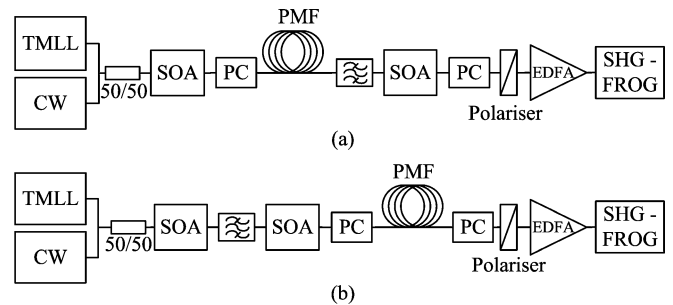 PMF
TMLL
SOA
PC
SOA
PC
EDFA
SHG -
FROG
CW
50/50
Polariser
(a)
PMF
TMLL
SOA
SOA
PC
PC
EDFA
SHG -
FROG
CW
50/50
Polariser
(b)